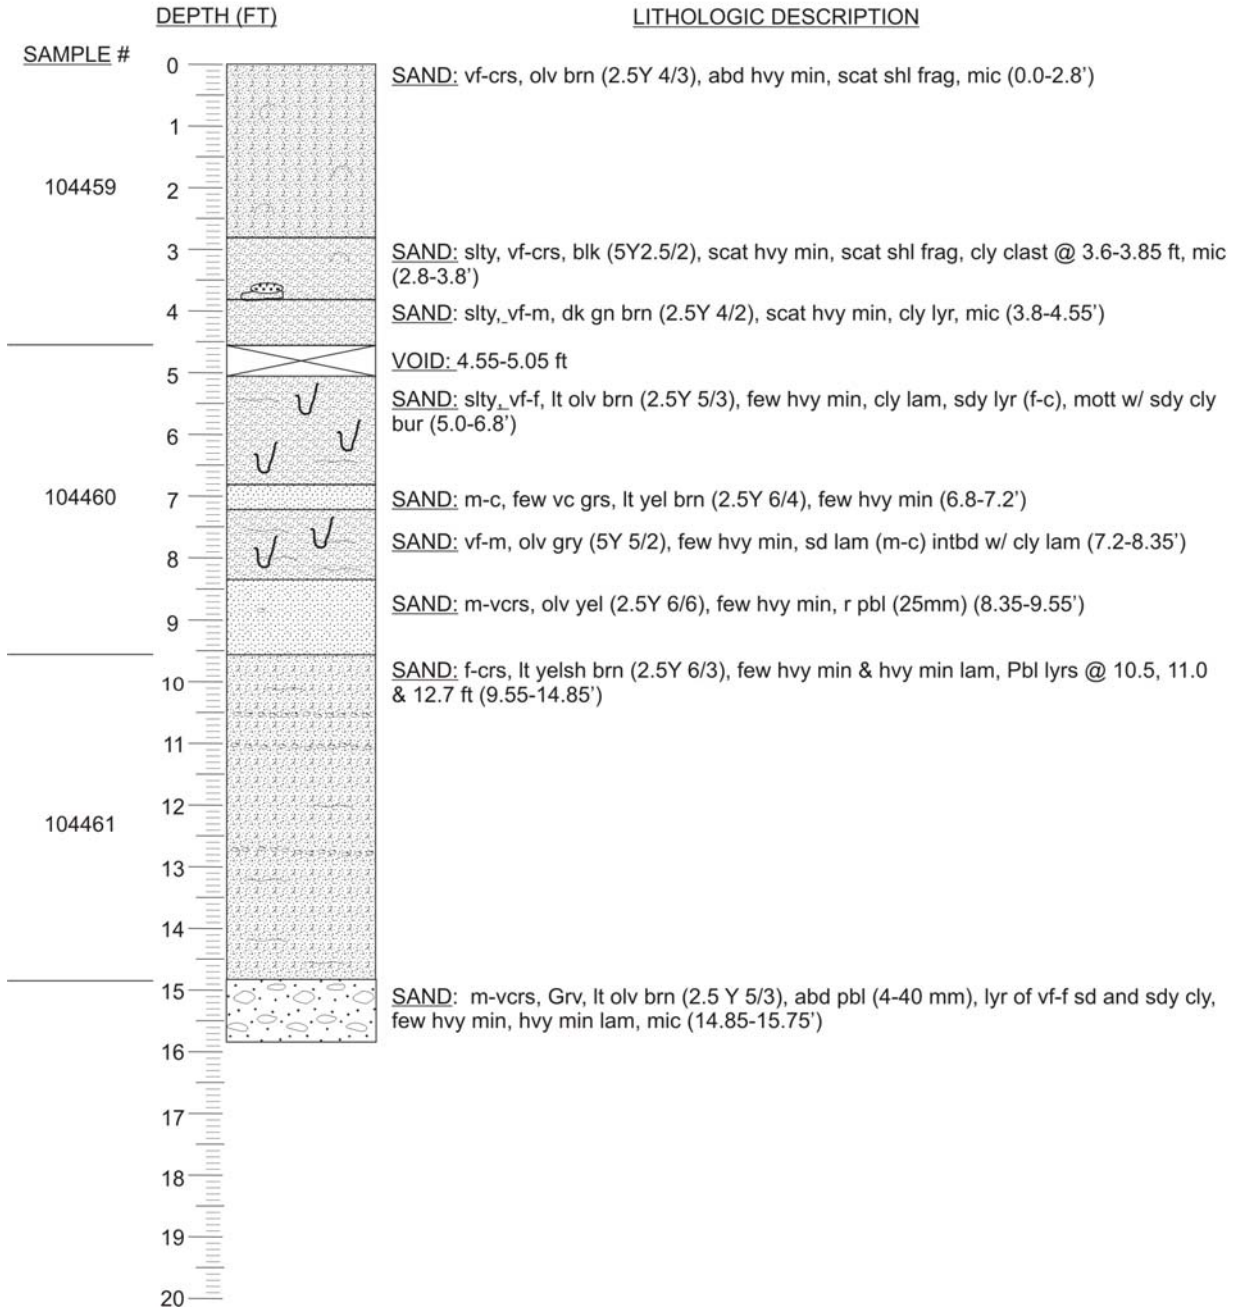 DEPTH (FT)
LITHOLOGIC DESCRIPTION
SAMPLE #
0
SAND: vf-crs, olv brn (2.5Y 4/3), abd hvy min, scat shl frag, mic (0.0-2.8’)
1
104459
2
3
SAND: slty, vf-crs, blk (5Y2.5/2), scat hvy min, scat shl frag, cly clast @ 3.6-3.85 ft, mic
(2.8-3.8’)
4
SAND: slty, vf-m, dk gn brn (2.5Y 4/2), scat hvy min, cly lyr, mic (3.8-4.55’)
VOID: 4.55-5.05 ft
5
SAND: slty, vf-f, lt olv brn (2.5Y 5/3), few hvy min, cly lam, sdy lyr (f-c), mott w/ sdy cly
bur (5.0-6.8’)
6
104460
7
SAND: m-c, few vc grs, lt yel brn (2.5Y 6/4), few hvy min (6.8-7.2’)
SAND: vf-m, olv gry (5Y 5/2), few hvy min, sd lam (m-c) intbd w/ cly lam (7.2-8.35’)
8
SAND: m-vcrs, olv yel (2.5Y 6/6), few hvy min, r pbl (25mm) (8.35-9.55’)
9
SAND: f-crs, lt yelsh brn (2.5Y 6/3), few hvy min & hvy min lam, Pbl lyrs @ 10.5, 11.0
& 12.7 ft (9.55-14.85’)
10
11
12
104461
13
14
15
SAND: m-vcrs, Grv, lt olv brn (2.5 Y 5/3), abd pbl (4-40 mm), lyr of vf-f sd and sdy cly,
few hvy min, hvy min lam, mic (14.85-15.75’)
16
17
18
19
20